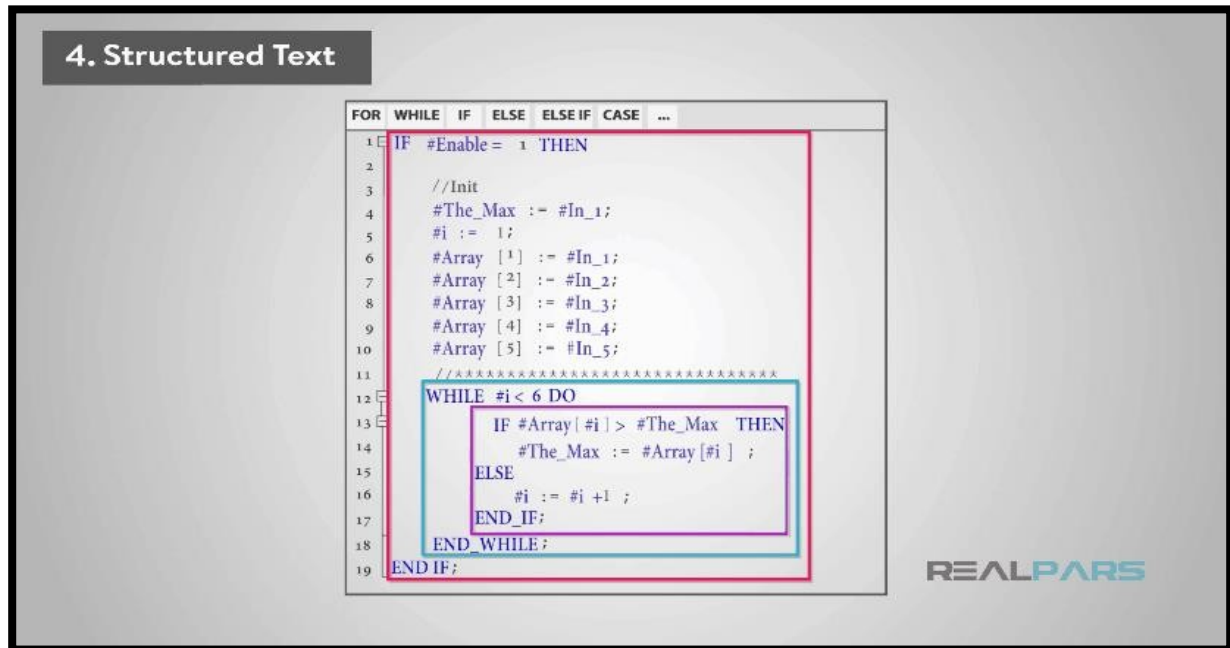 4. Structured Text
FOR WHILE IF ELSE ELSE IF CASE ...
1 IF #Enable = 1 THEN
2
3 //Init
4 #The_Max := #In_1;
5 #i := 1;
6 #Array [1] := #In_1;
7 #Array [2] := #In_2;
8 #Array [3] := #In_3;
9 #Array [4] := #In_4;
10 #Array [5] := #In_5;
11 //*******************************
12 WHILE #i < 6 DO
13 IF #Array[ #i ] > #The_Max THEN
14 #The_Max := #Array [#i ] ;
15 ELSE
16 #i := #i +1 ;
17 END_IF;
18 END_WHILE;
19 END IF;
REALPARS